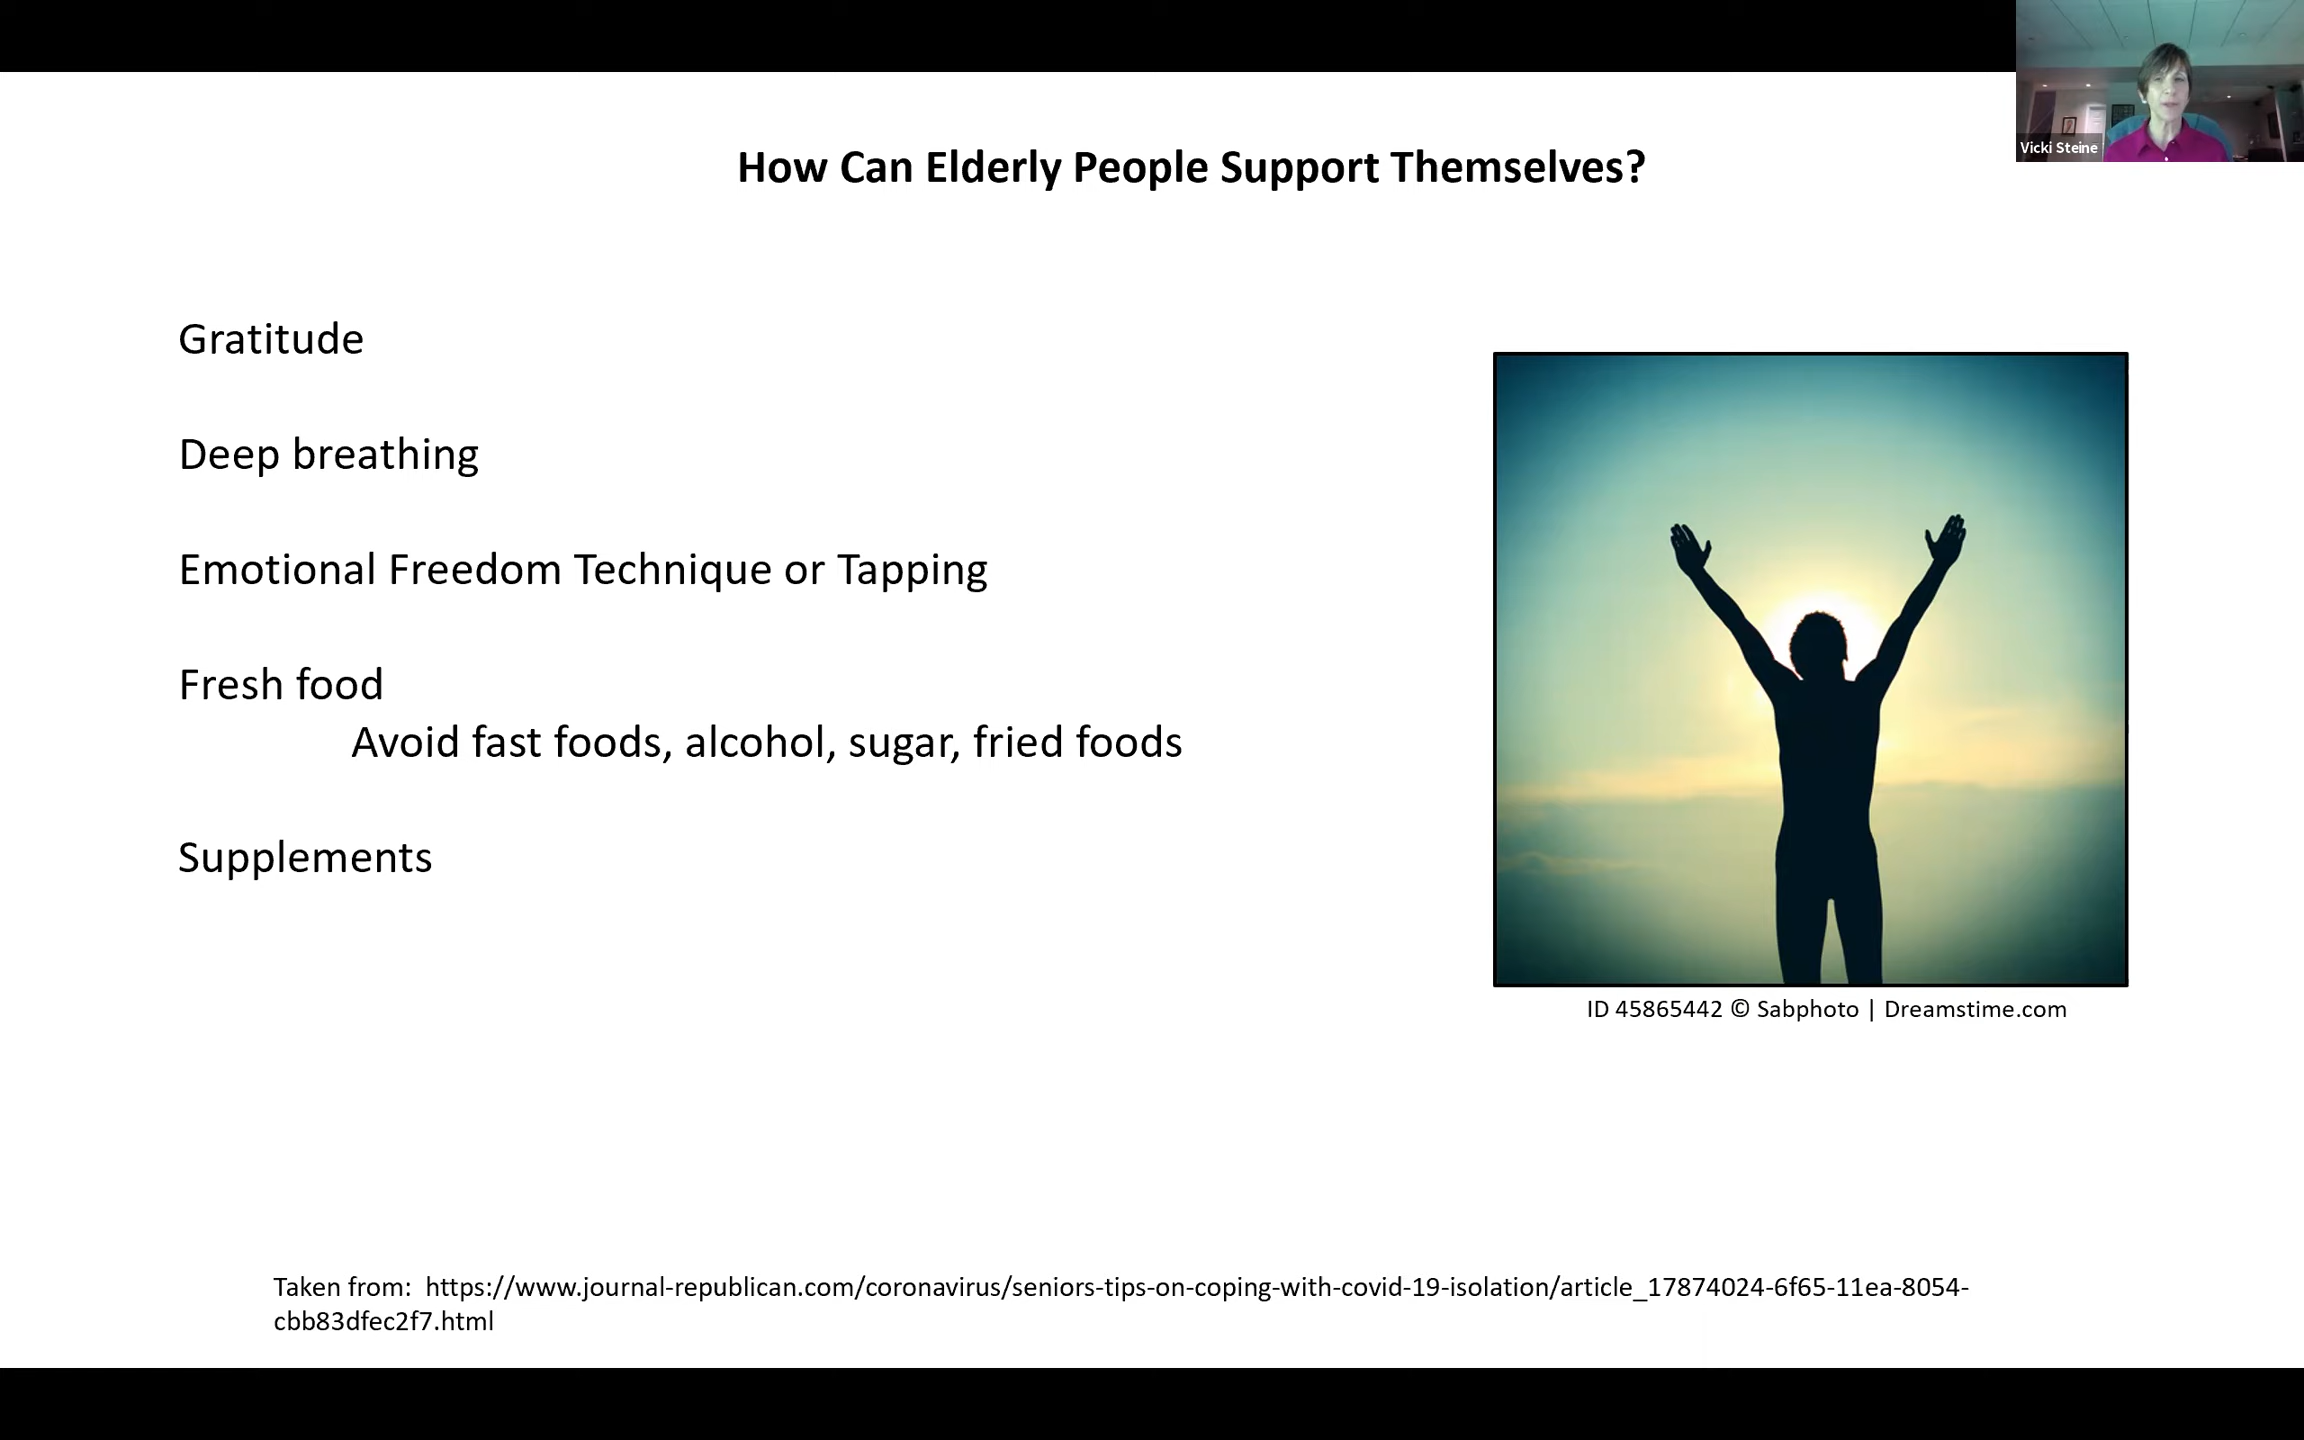 Vicki Steine
How Can Elderly People Support Themselves?
Gratitude
Deep breathing
Emotional Freedom Technique or Tapping
Fresh food
Avoid fast foods, alcohol, sugar, fried foods
Supplements
ID 45865442 © Sabphoto | Dreamstime.com
Taken from:  https://www.journal-republican.com/coronavirus/seniors-tips-on-coping-with-covid-19-isolation/article_17874024-6f65-11ea-8054-
cbb83dfec2f7.html